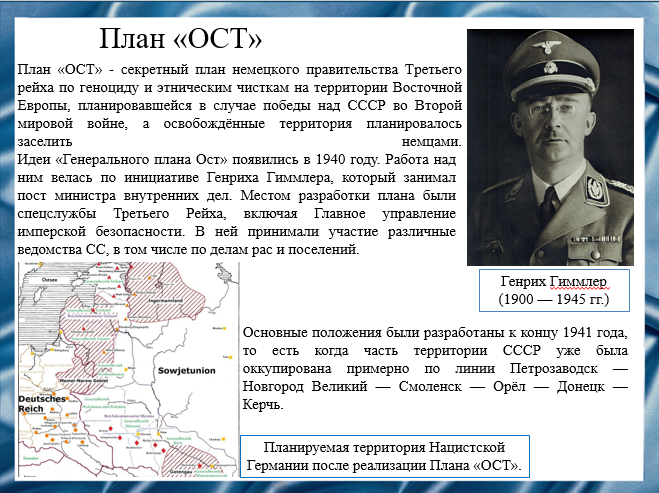 План «ОСТ»
План «ОСТ» - секретный план немецкого правительства Третьего
рейха по геноциду и этническим чисткам на территории Восточной
Европы, планировавшейся в случае победы над СССР во Второй
мировой войне, а освобождённые территория планировалось
заселить немцами.
Идеи «Генерального плана Ост» появились в 1940 году. Работа над
ним велась по инициативе Генриха Гиммлера, который занимал
пост министра внутренних дел. Местом разработки плана были
спецслужбы Третьего Рейха, включая Главное управление
имперской безопасности. В ней принимали участие различные
ведомства СС, в том числе по делам рас и поселений.
Генрих Гиммлер
(1900 — 1945 гг.)
Ostsee
Ingermanland
Memel-Narew Gebiet
Sowjetunion
Deutsches
Reich
Gotengau
Основные положения были разработаны к концу 1941 года,
то есть когда часть территории СССР уже была
оккупирована примерно по линии Петрозаводск —
Новгород Великий — Смоленск — Орёл — Донецк —
Керчь.
Планируемая территория Нацистской
Германии после реализации Плана «ОСТ».